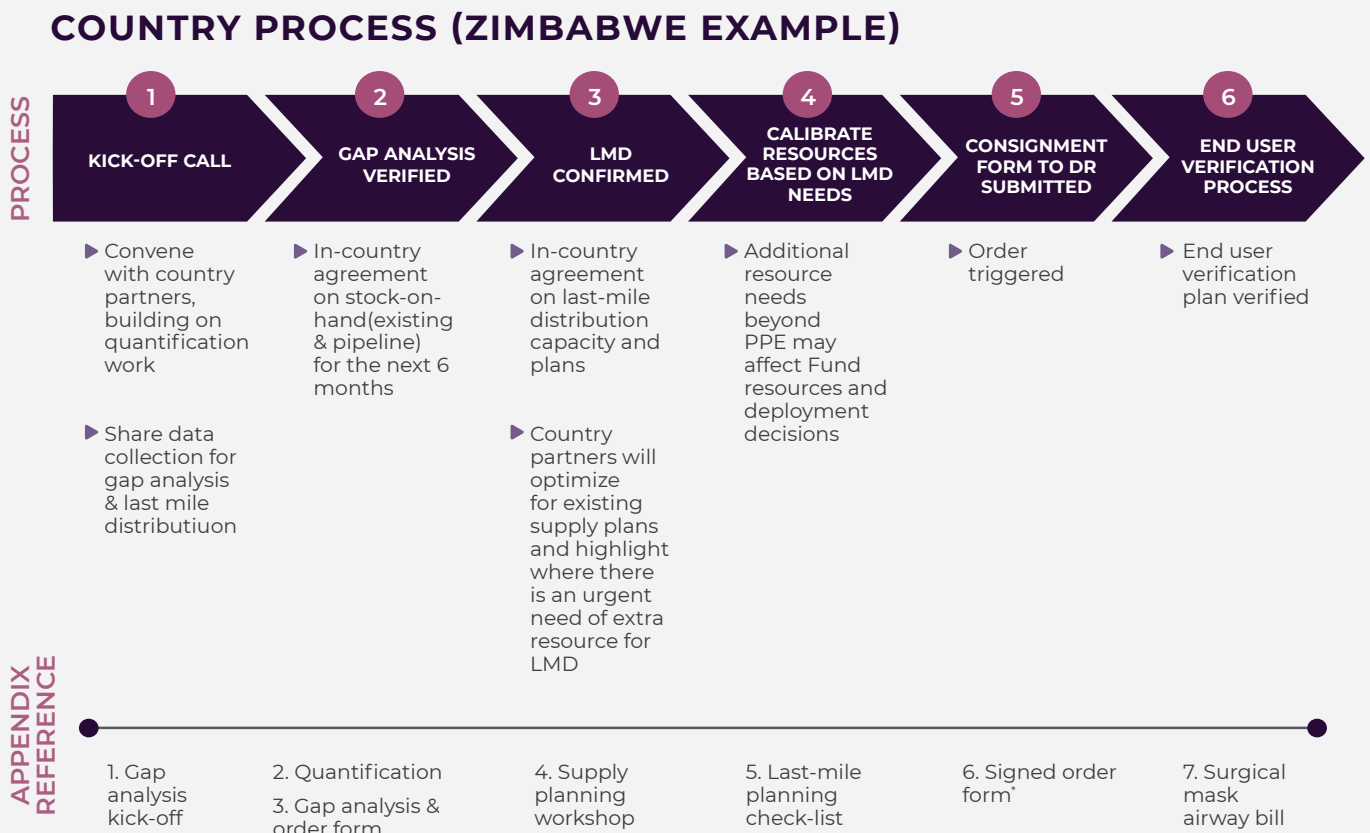 COUNTRY PROCESS (ZIMBABWE EXAMPLE)
PROCESS
1
KICK-OFF CALL
2
GAP ANALYSIS
VERIFIED
3
LMD
CONFIRMED
4
CALIBRATE
RESOURCES
BASED ON LMD
NEEDS
5
CONSIGNMENT
FORM TO DR
SUBMITTED
6
END USER
VERIFICATION
PROCESS
Convene
with country
partners,
building on
quantification
work
Share data
collection for
gap analysis
& last mile
distributiuon
In-country
agreement
on stock-on-
hand(existing
& pipeline)
for the next 6
months
In-country
agreement
on last-mile
distribution
capacity and
plans
Country
partners will
optimize
for existing
supply plans
and highlight
where there
is an urgent
need of extra
resource for
LMD
Additional
resource
needs
beyond
PPE may
affect Fund
resources and
deployment
decisions
Order
triggered
End user
verification
plan verified
APPENDIX
REFERENCE
1. Gap
analysis
kick-off
2. Quantification
3. Gap analysis &
order form
4. Supply
planning
workshop
5. Last-mile
planning
check-list
6. Signed order
form*
7. Surgical
mask
airway bill